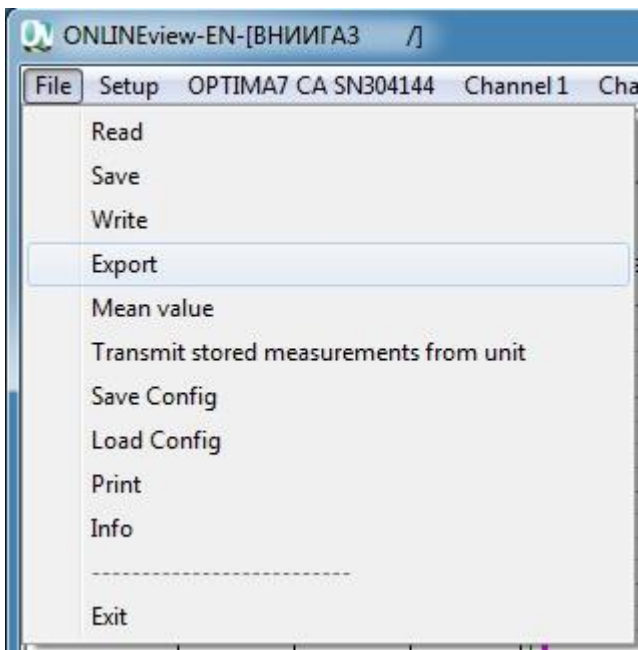 ONLINEview-EN-[ВНИИГАЗ /]
File Setup OPTIMA7 CA SN304144 Channel 1 Cha
Read
Save
Write
Export
Mean value
Transmit stored measurements from unit
Save Config
Load Config
Print
Info
--------------------------
Exit